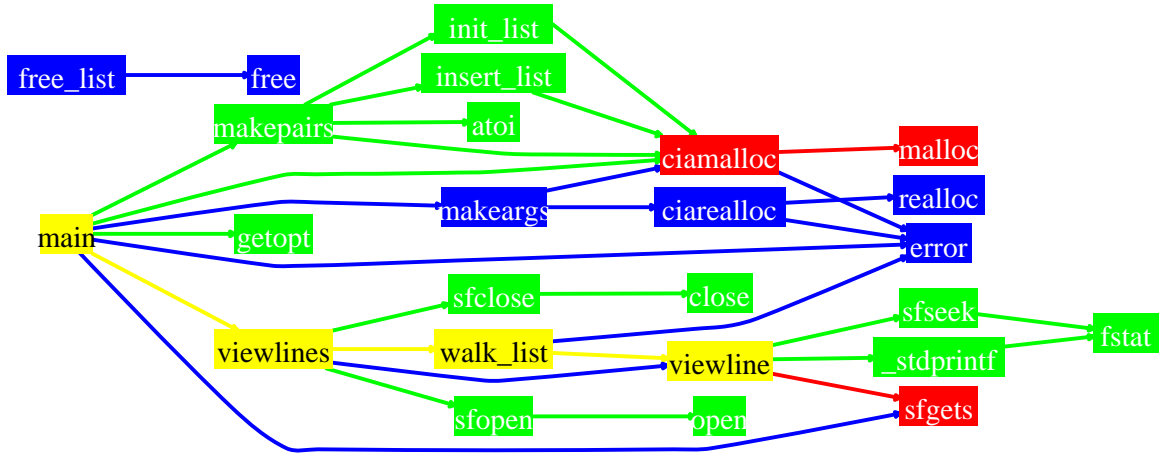 init_list
free_list
free
insert_list
makepairs
atoi
ciamalloc
malloc
makeargs
ciarealloc
realloc
main
getopt
error
sfclose
close
sfseek
viewlines
walk_list
viewline
_stdprintf
fstat
sfopen
open
sfgets